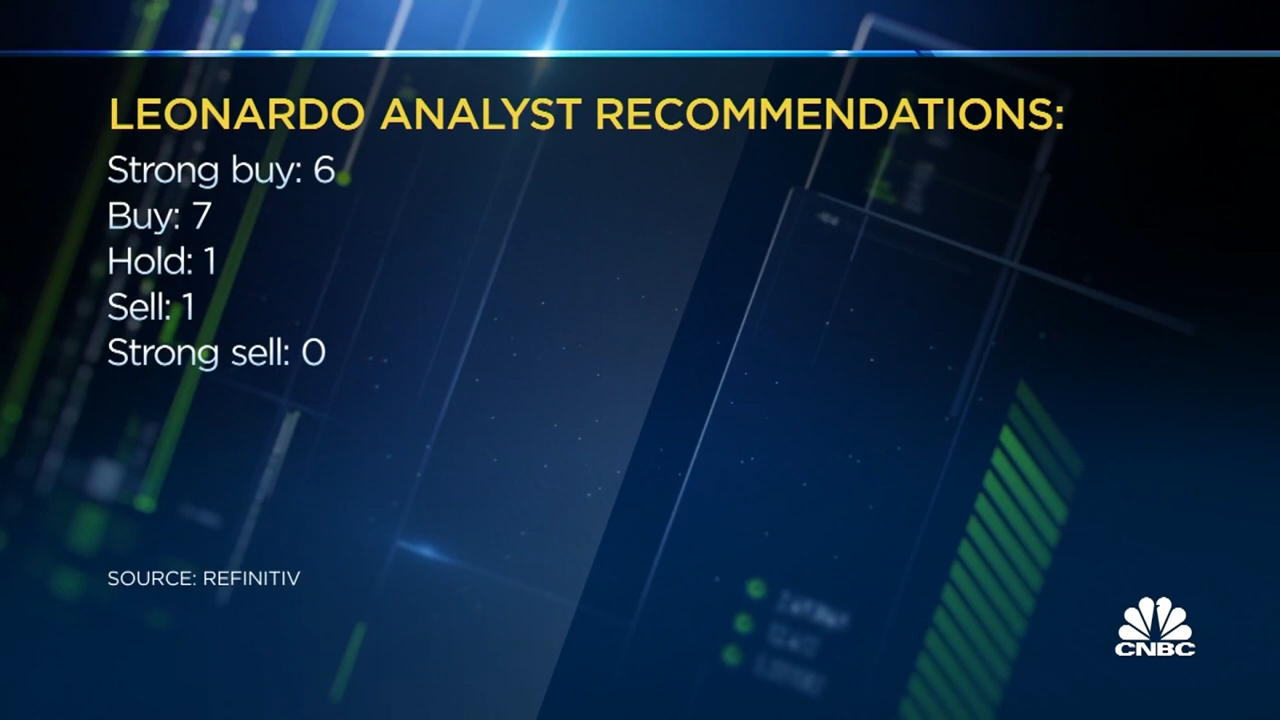 LEONARDO ANALYST RECOMMENDATIONS:
Strong buy: 6
Buy: 7
Hold: 1
Sell: 1
Strong sell: 0
SOURCE: REFINITIV
CNBC